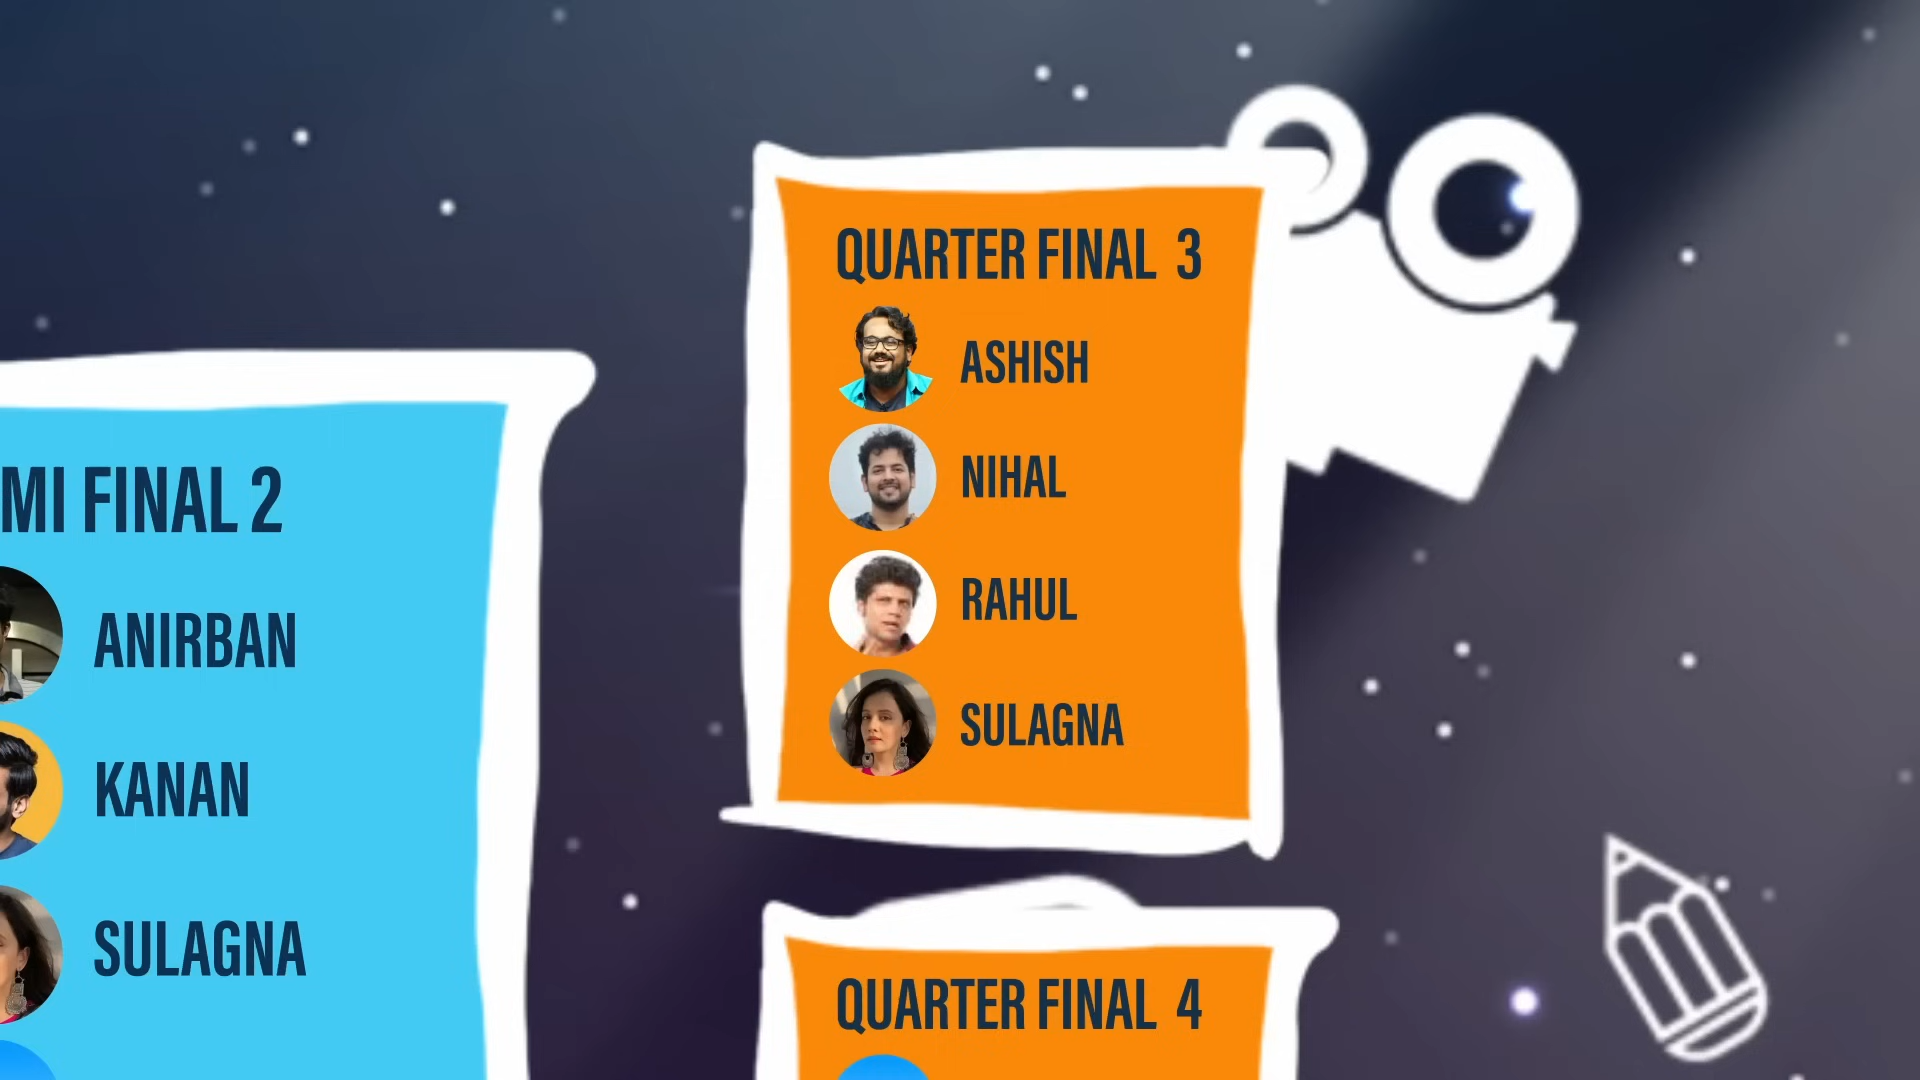 MI FINAL 2
ANIRBAN
KANAN
SULAGNA
QUARTER FINAL 3
ASHISH
NIHAL
RAHUL
SULAGNA
QUARTER FINAL 4